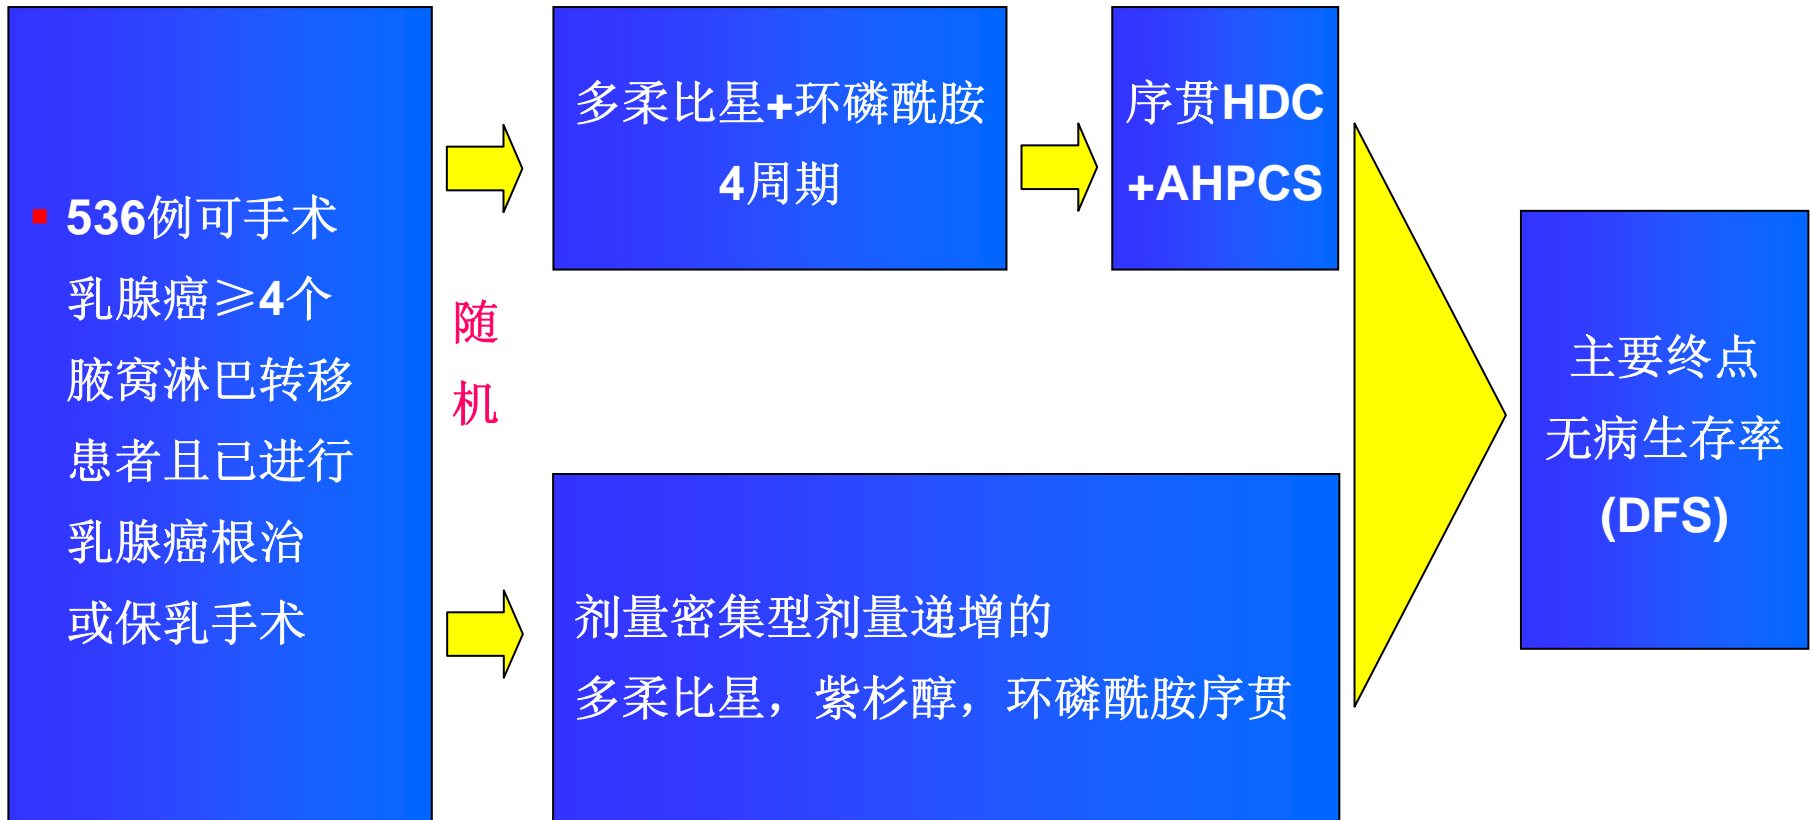 536例可手术
乳腺癌≥4个
腋窝淋巴转移
患者且已进行
乳腺癌根治
或保乳手术
随
机
多柔比星+环磷酰胺
4周期
序贯HDC
+AHPCS
剂量密集型剂量递增的
多柔比星，紫杉醇，环磷酰胺序贯
主要终点
无病生存率
(DFS)